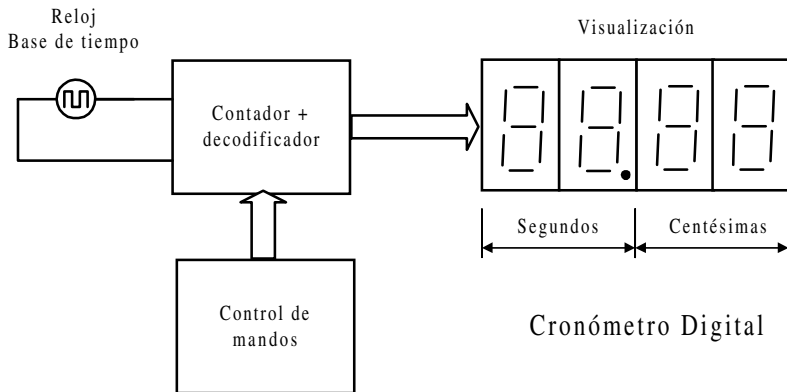 Reloj
Base de tiempo
Visualización
Contador +
decodificador
Segundos
Centésimas
Control de
mandos
Cronómetro Digital